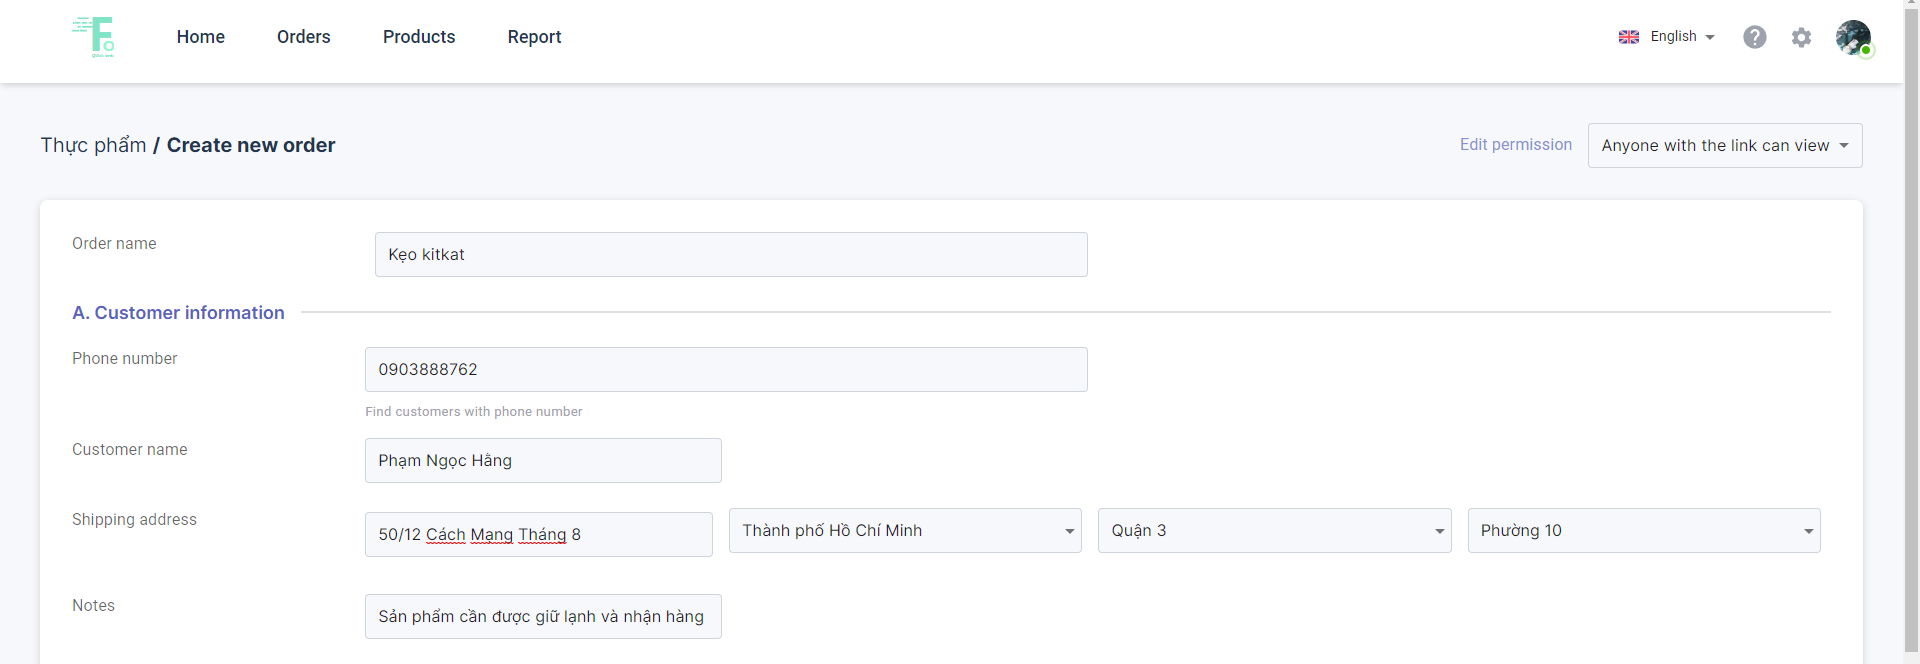 Home Orders Products Report English
Thực phẩm / Create new order Edit permission Anyone with the link can view
Order name Kẹo kitkat
A. Customer information
Phone number 0903888762
Find customers with phone number
Customer name Phạm Ngọc Hằng
Shipping address 50/12 Cách Mạng Tháng 8 Thành phố Hồ Chí Minh Quận 3 Phường 10
Notes Sản phẩm cần được giữ lạnh và nhận hàng